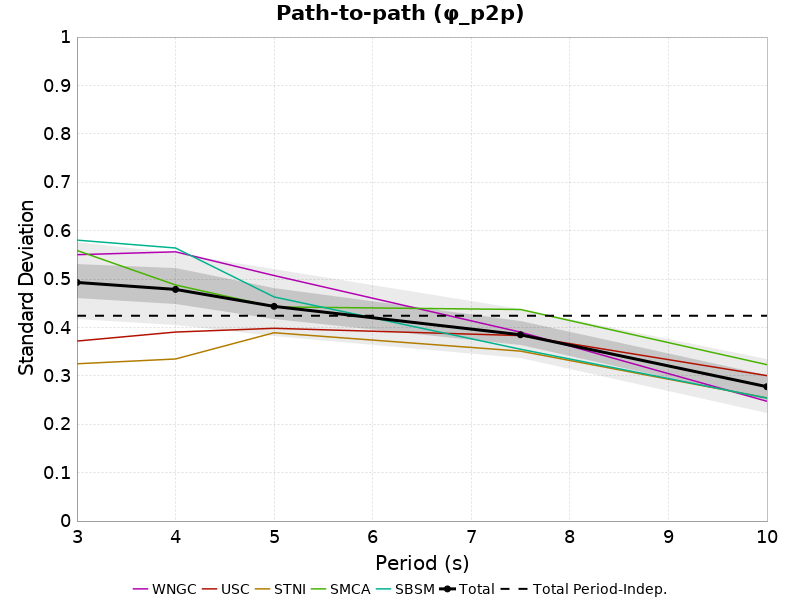 Path-to-path (φ_p2p)
1
0.9
0.8
0.7
0.6
0.5
0.4
0.3
0.2
0.1
0
Standard Deviation
3 4 5 6 7 8 9 10
Period (s)
WNGC USC STNI SMCA SBSM Total Total Period-Indep.